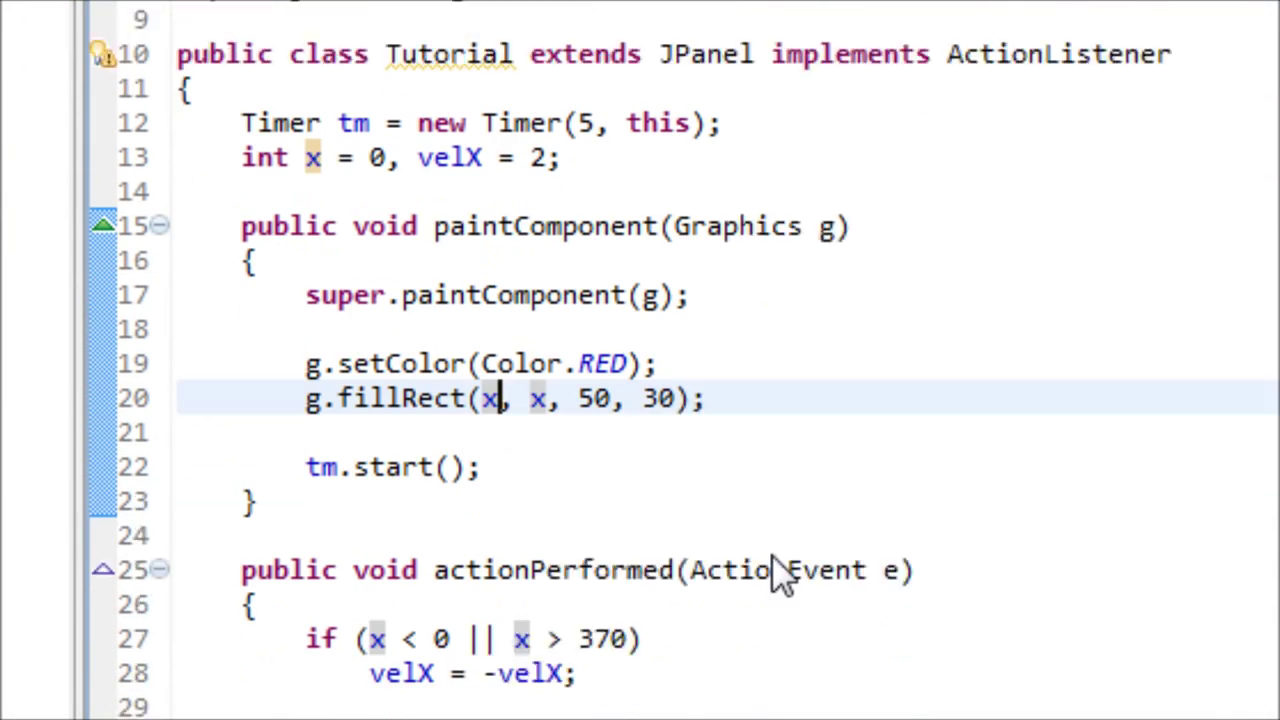 9
10 public class Tutorial extends JPanel implements ActionListener
11 {
12 Timer tm = new Timer(5, this);
13 int x = 0, velX = 2;
14
15 public void paintComponent(Graphics g)
16 {
17 super.paintComponent(g);
18
19 g.setColor(Color.RED);
20 g.fillRect(x, x, 50, 30);
21
22 tm.start();
23 }
24
25 public void actionPerformed(ActionEvent e)
26 {
27 if (x < 0 || x > 370)
28 velX = -velX;
29